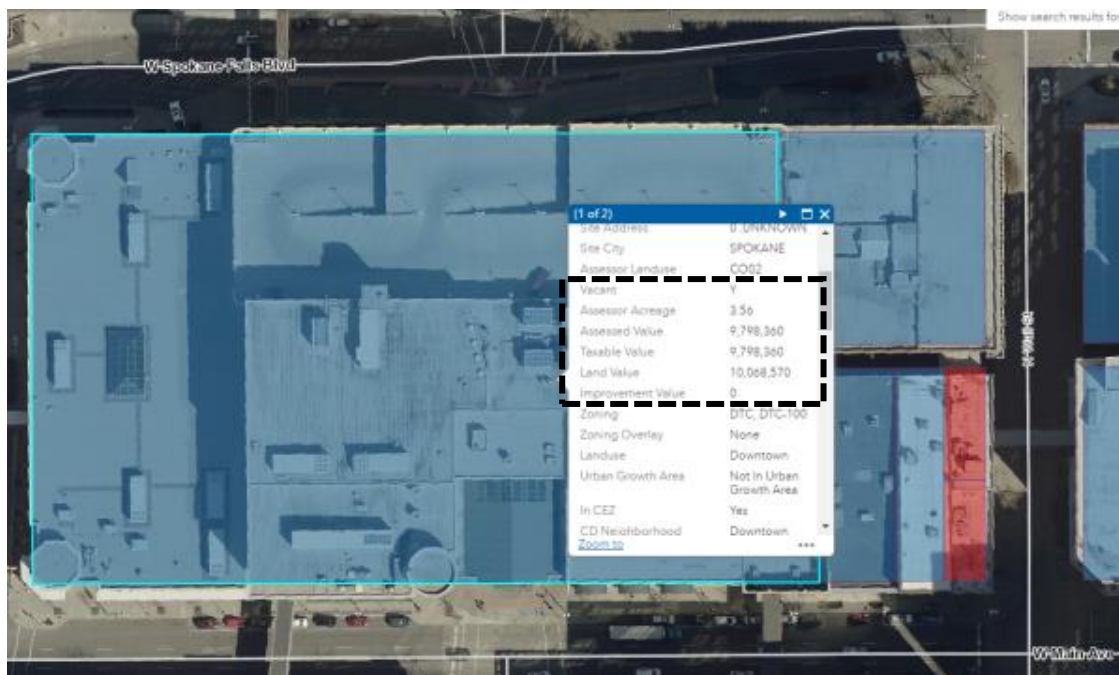 Show search results for
W Spokane Falls Blvd
(1 of 2)
Site Address 0 UNKNOWN
Site City SPOKANE
Assessor Landuse CO02
Vacant Y
Assessor Acreage 3.56
Assessed Value 9,798,360
Taxable Value 9,798,360
Land Value 10,068,570
Improvement Value 0
Zoning DTC, DTC-100
Zoning Overlay None
Landuse Downtown
Urban Growth Area Not In Urban
Growth Area
In CEZ Yes
CD Neighborhood Downtown
Zoom to
N Wall St
W Main Ave